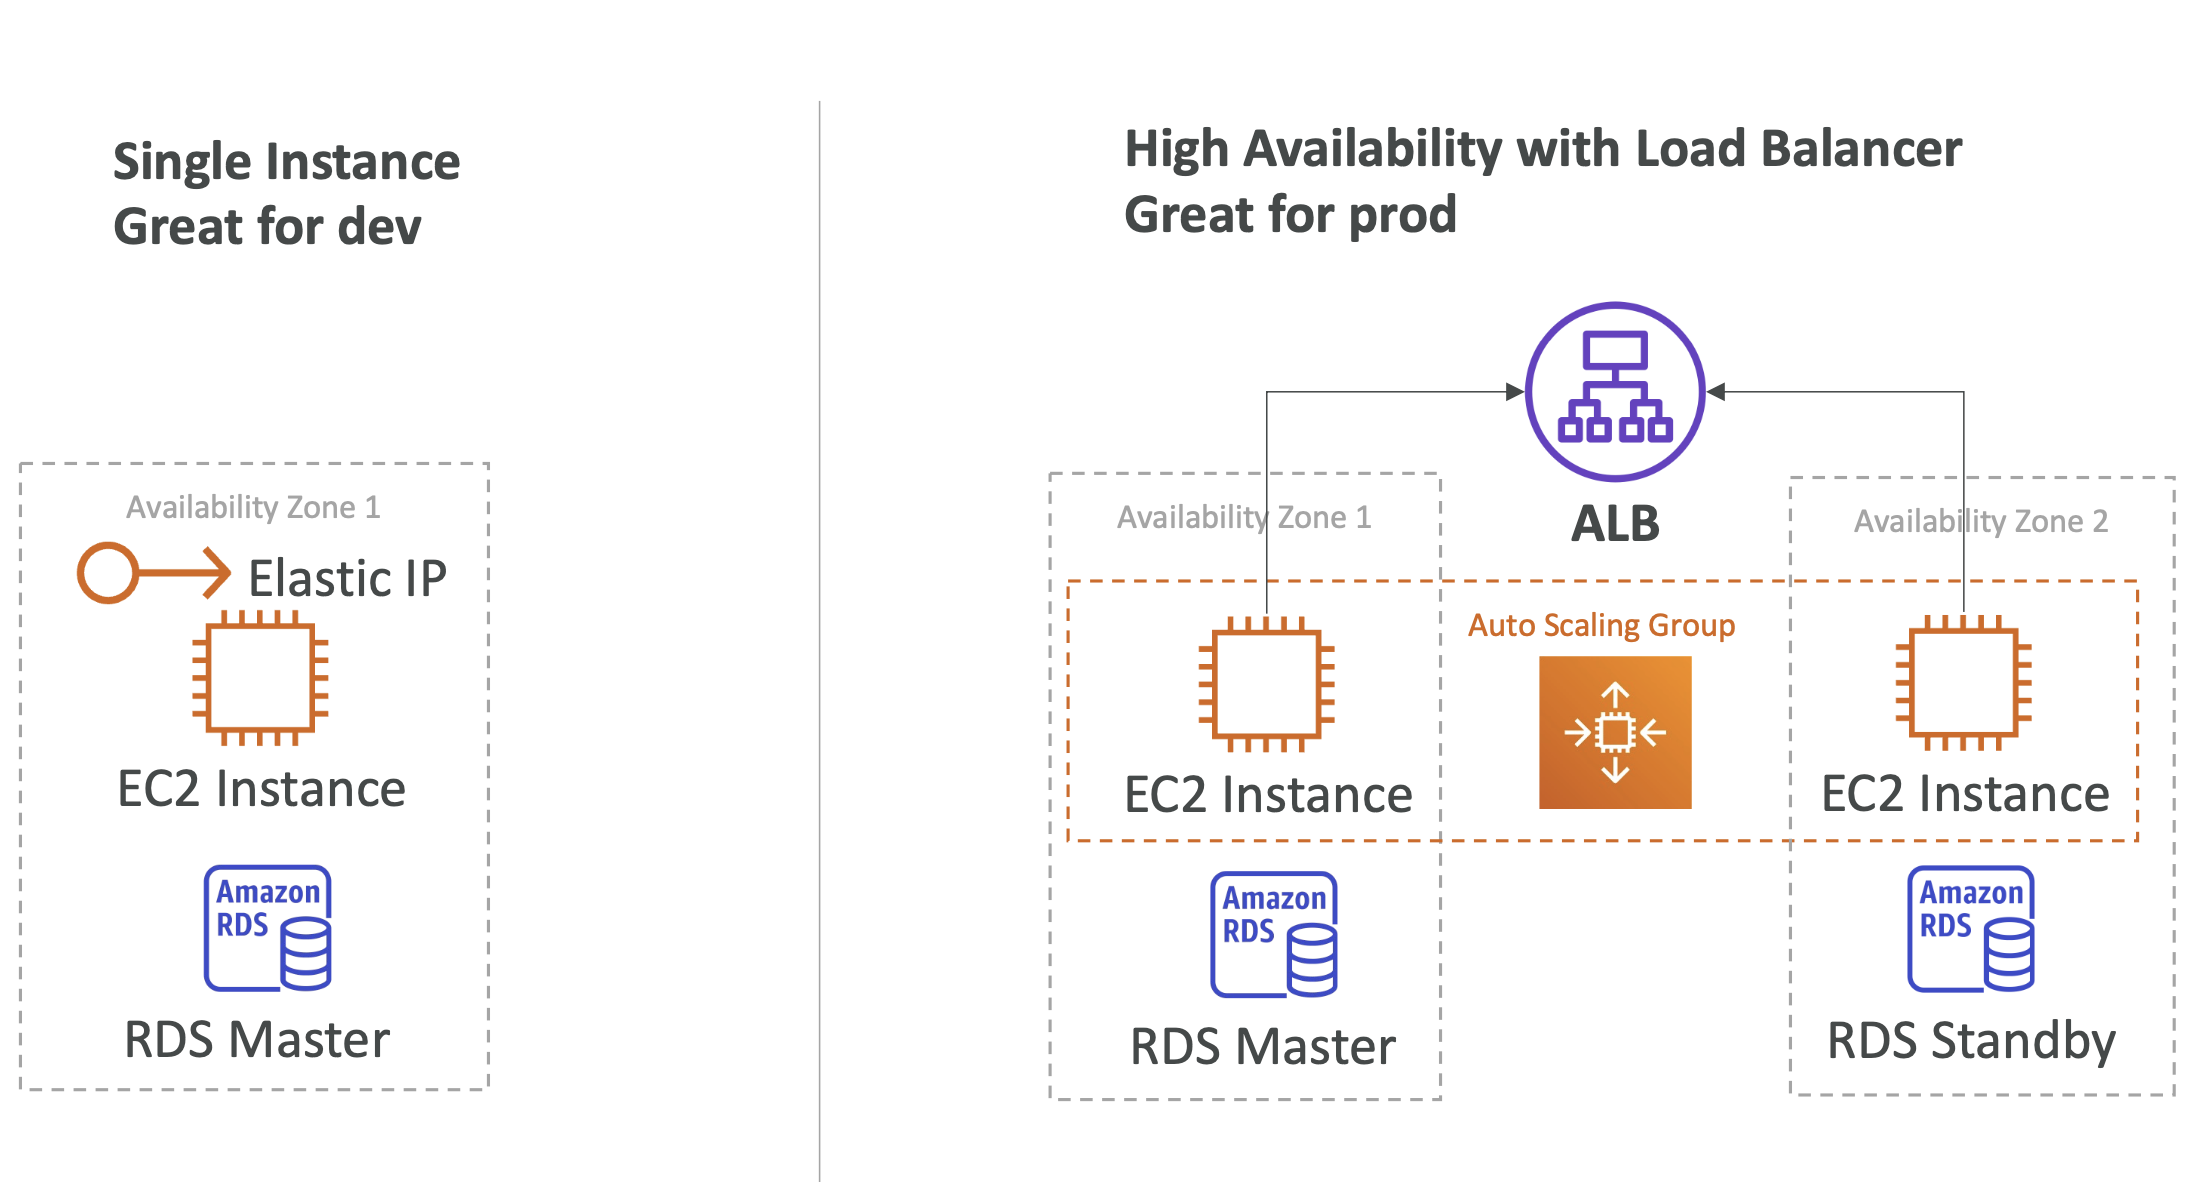 Single Instance
Great for dev
Availability Zone 1
Elastic IP
EC2 Instance
Amazon
RDS
RDS Master
High Availability with Load Balancer
Great for prod
ALB
Availability Zone 1
Availability Zone 2
Auto Scaling Group
EC2 Instance
EC2 Instance
Amazon
RDS
Amazon
RDS
RDS Master
RDS Standby